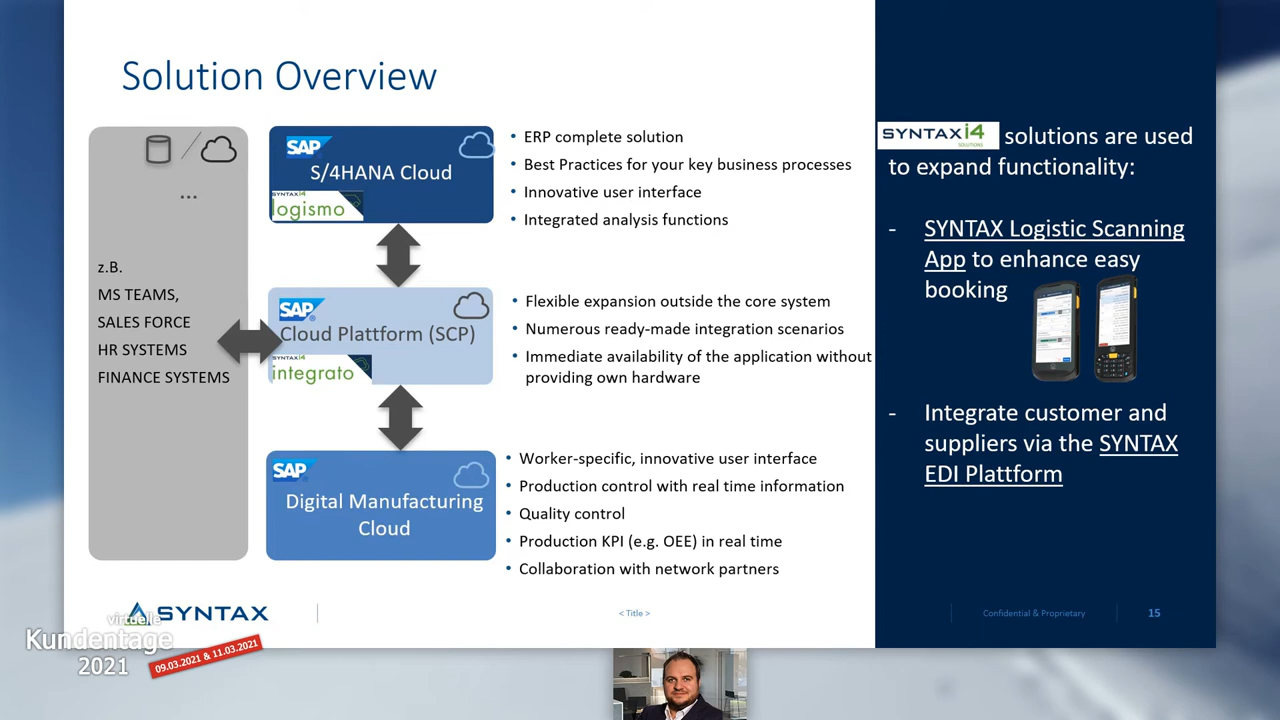 Solution Overview
...
z.B.
MS TEAMS,
SALES FORCE
HR SYSTEMS
FINANCE SYSTEMS
SAP
S/4HANA Cloud
SYNTAX i4
logismo
• ERP complete solution
• Best Practices for your key business processes
• Innovative user interface
• Integrated analysis functions
SAP
Cloud Plattform (SCP)
SYNTAX i4
integrato
• Flexible expansion outside the core system
• Numerous ready-made integration scenarios
• Immediate availability of the application without
providing own hardware
SAP
Digital Manufacturing
Cloud
• Worker-specific, innovative user interface
• Production control with real time information
• Quality control
• Production KPI (e.g. OEE) in real time
• Collaboration with network partners
SYNTAX i4 SOLUTIONS solutions are used
to expand functionality:
- SYNTAX Logistic Scanning
App to enhance easy
booking
- Integrate customer and
suppliers via the SYNTAX
EDI Plattform
SYNTAX
< Title >
Confidential & Proprietary
15
virtuelle
Kundentage
2021
09.03.2021 & 11.03.2021